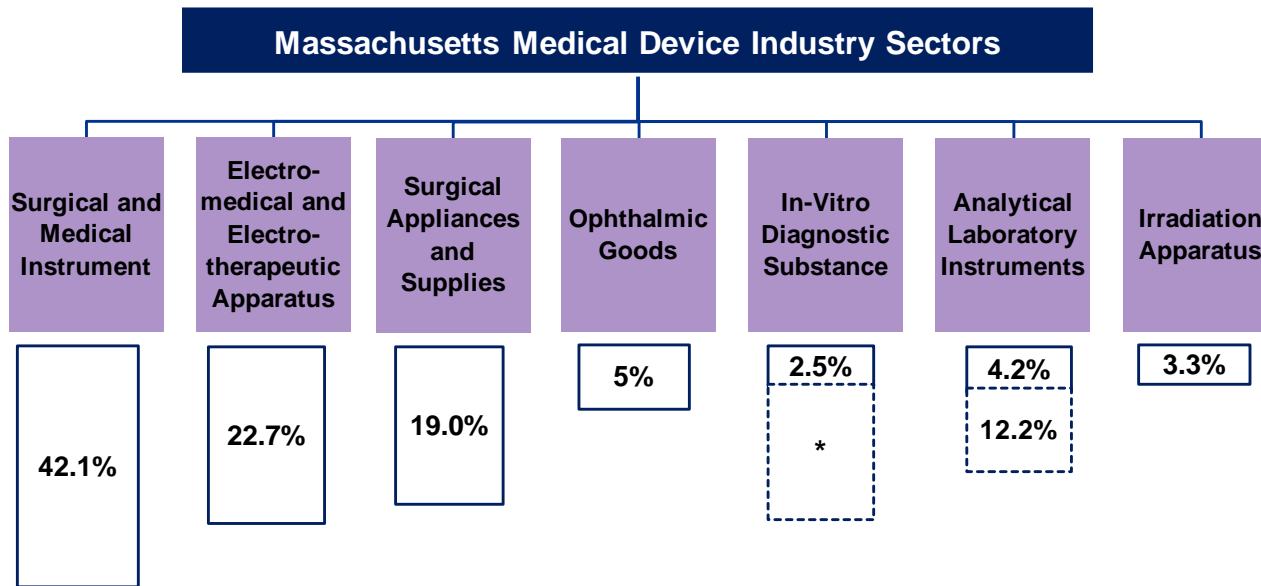 Massachusetts Medical Device Industry Sectors
Surgical and
Medical
Instrument
Electro-
medical and
Electro-
therapeutic
Apparatus
Surgical
Appliances
and
Supplies
Ophthalmic
Goods
In-Vitro
Diagnostic
Substance
Analytical
Laboratory
Instruments
Irradiation
Apparatus
42.1%
22.7%
19.0%
5%
2.5%
*
4.2%
12.2%
3.3%